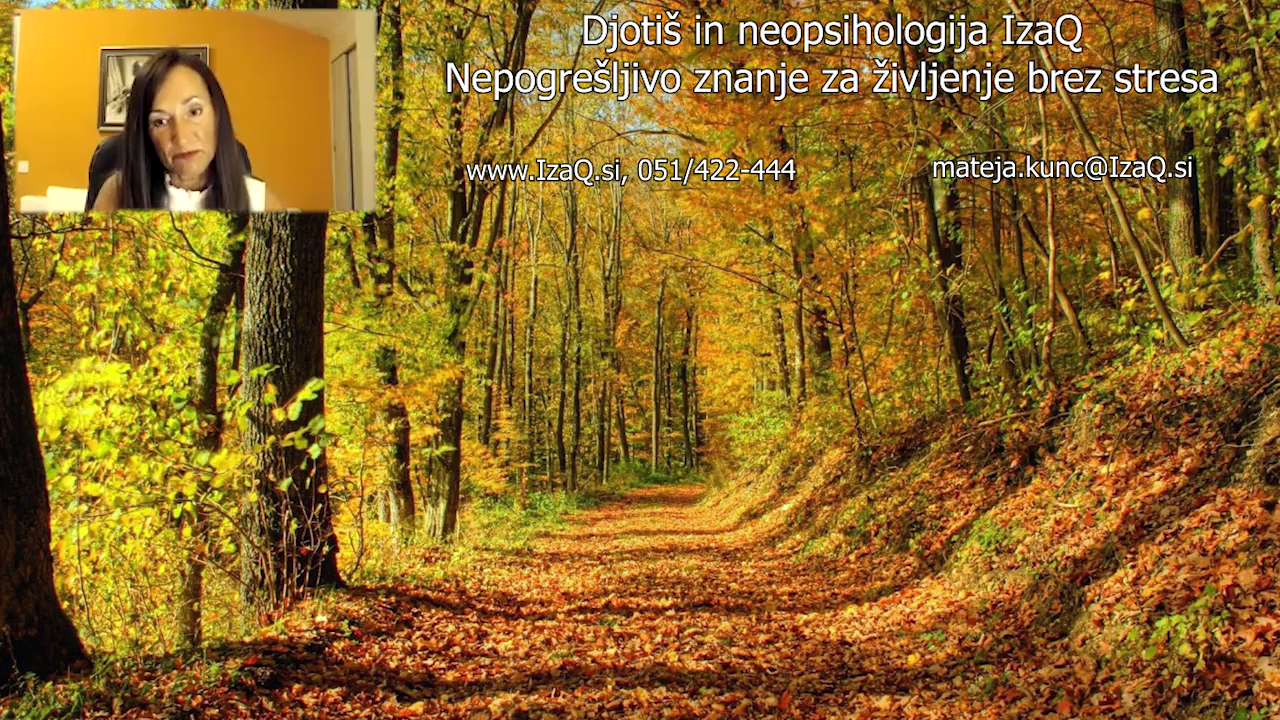 Djotiš in neopsihologija IzaQ
Nepogrešljivo znanje za življenje brez stresa
www.IzaQ.si, 051/422-444
mateja.kunc@IzaQ.si